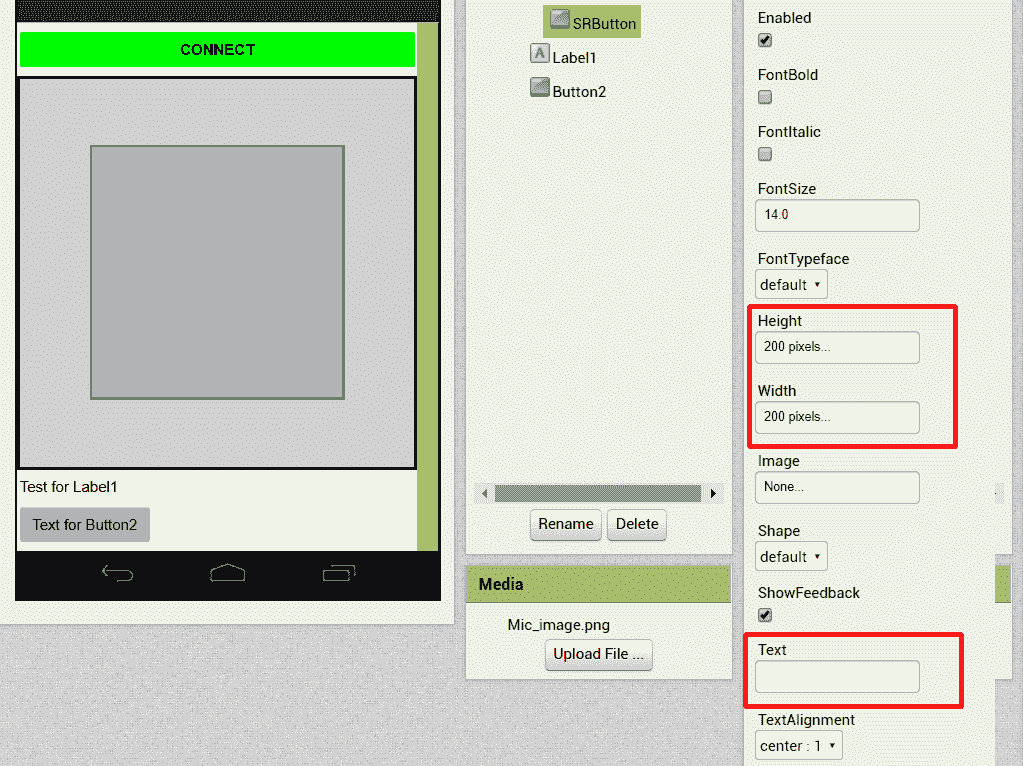 CONNECT
Test for Label1
Text for Button2
SRButton
A Label1
Button2
Rename Delete
Media
Mic_image.png
Upload File ...
Enabled
FontBold
FontItalic
FontSize
14.0
FontTypeface
default
Height
200 pixels...
Width
200 pixels...
Image
None...
Shape
default
ShowFeedback
Text
TextAlignment
center : 1